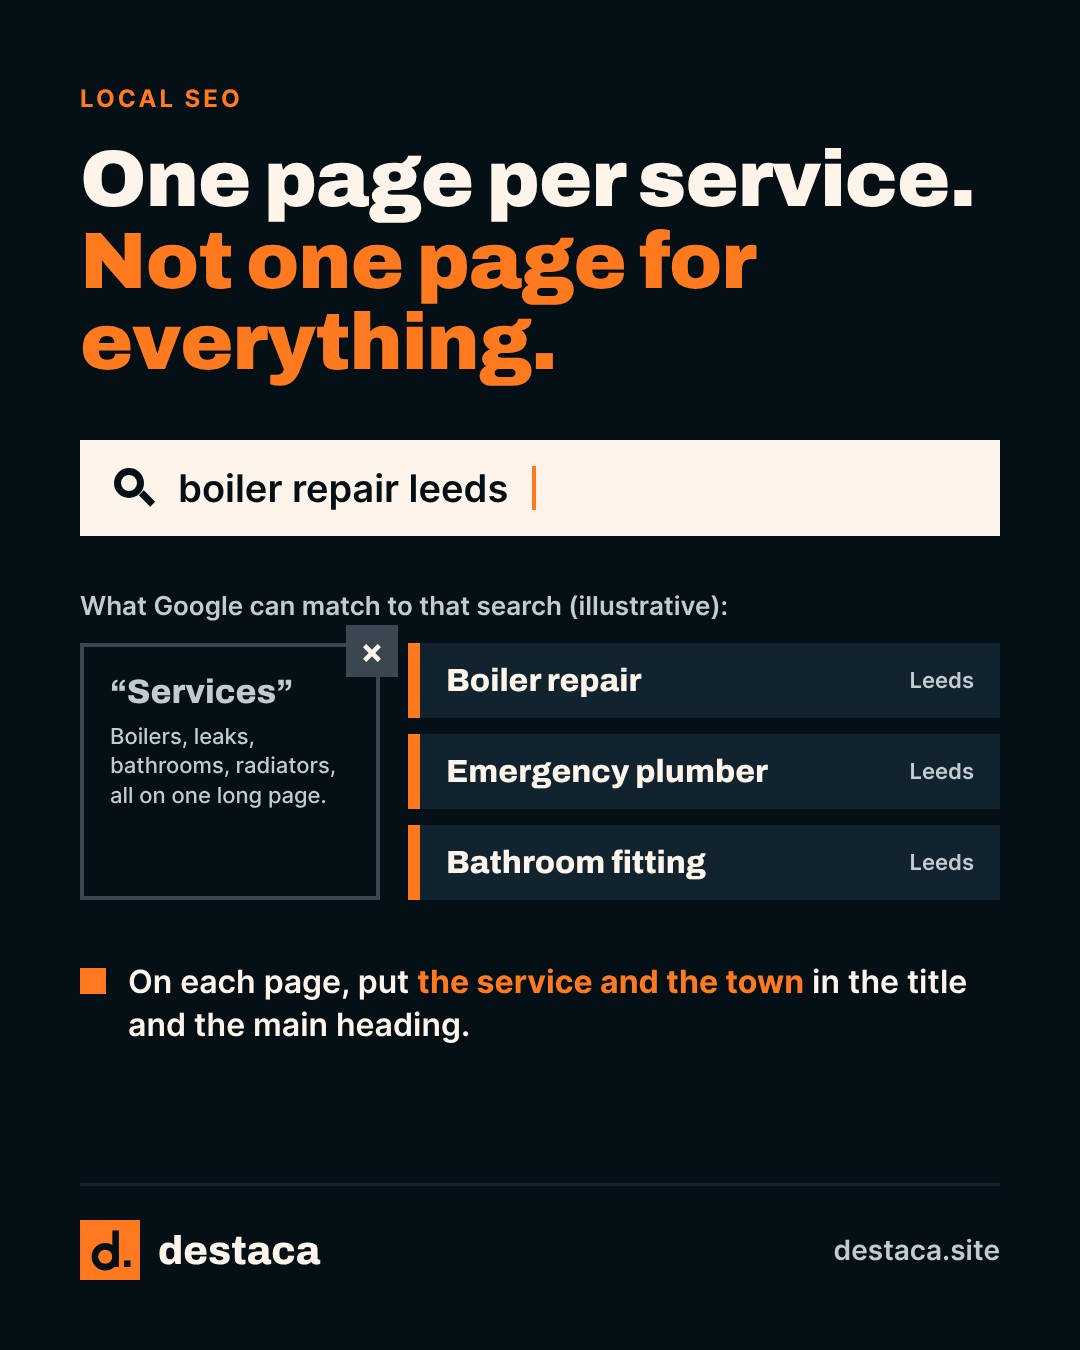 LOCAL SEO
One page per service.
Not one page for
everything.
boiler repair leeds
What Google can match to that search (illustrative):
“Services”
Boilers, leaks,
bathrooms, radiators,
all on one long page.
Boiler repair Leeds
Emergency plumber Leeds
Bathroom fitting Leeds
On each page, put the service and the town in the title
and the main heading.
d. destaca
destaca.site